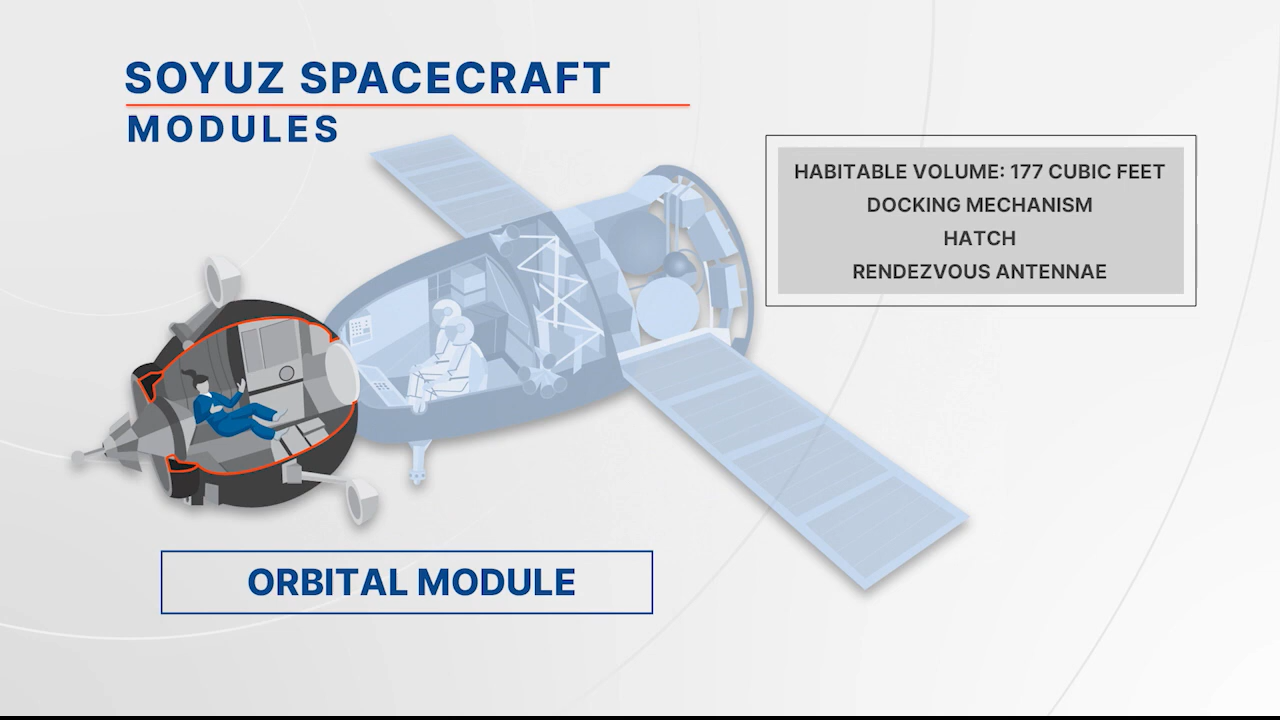 SOYUZ SPACECRAFT
MODULES
HABITABLE VOLUME: 177 CUBIC FEET
DOCKING MECHANISM
HATCH
RENDEZVOUS ANTENNAE
ORBITAL MODULE